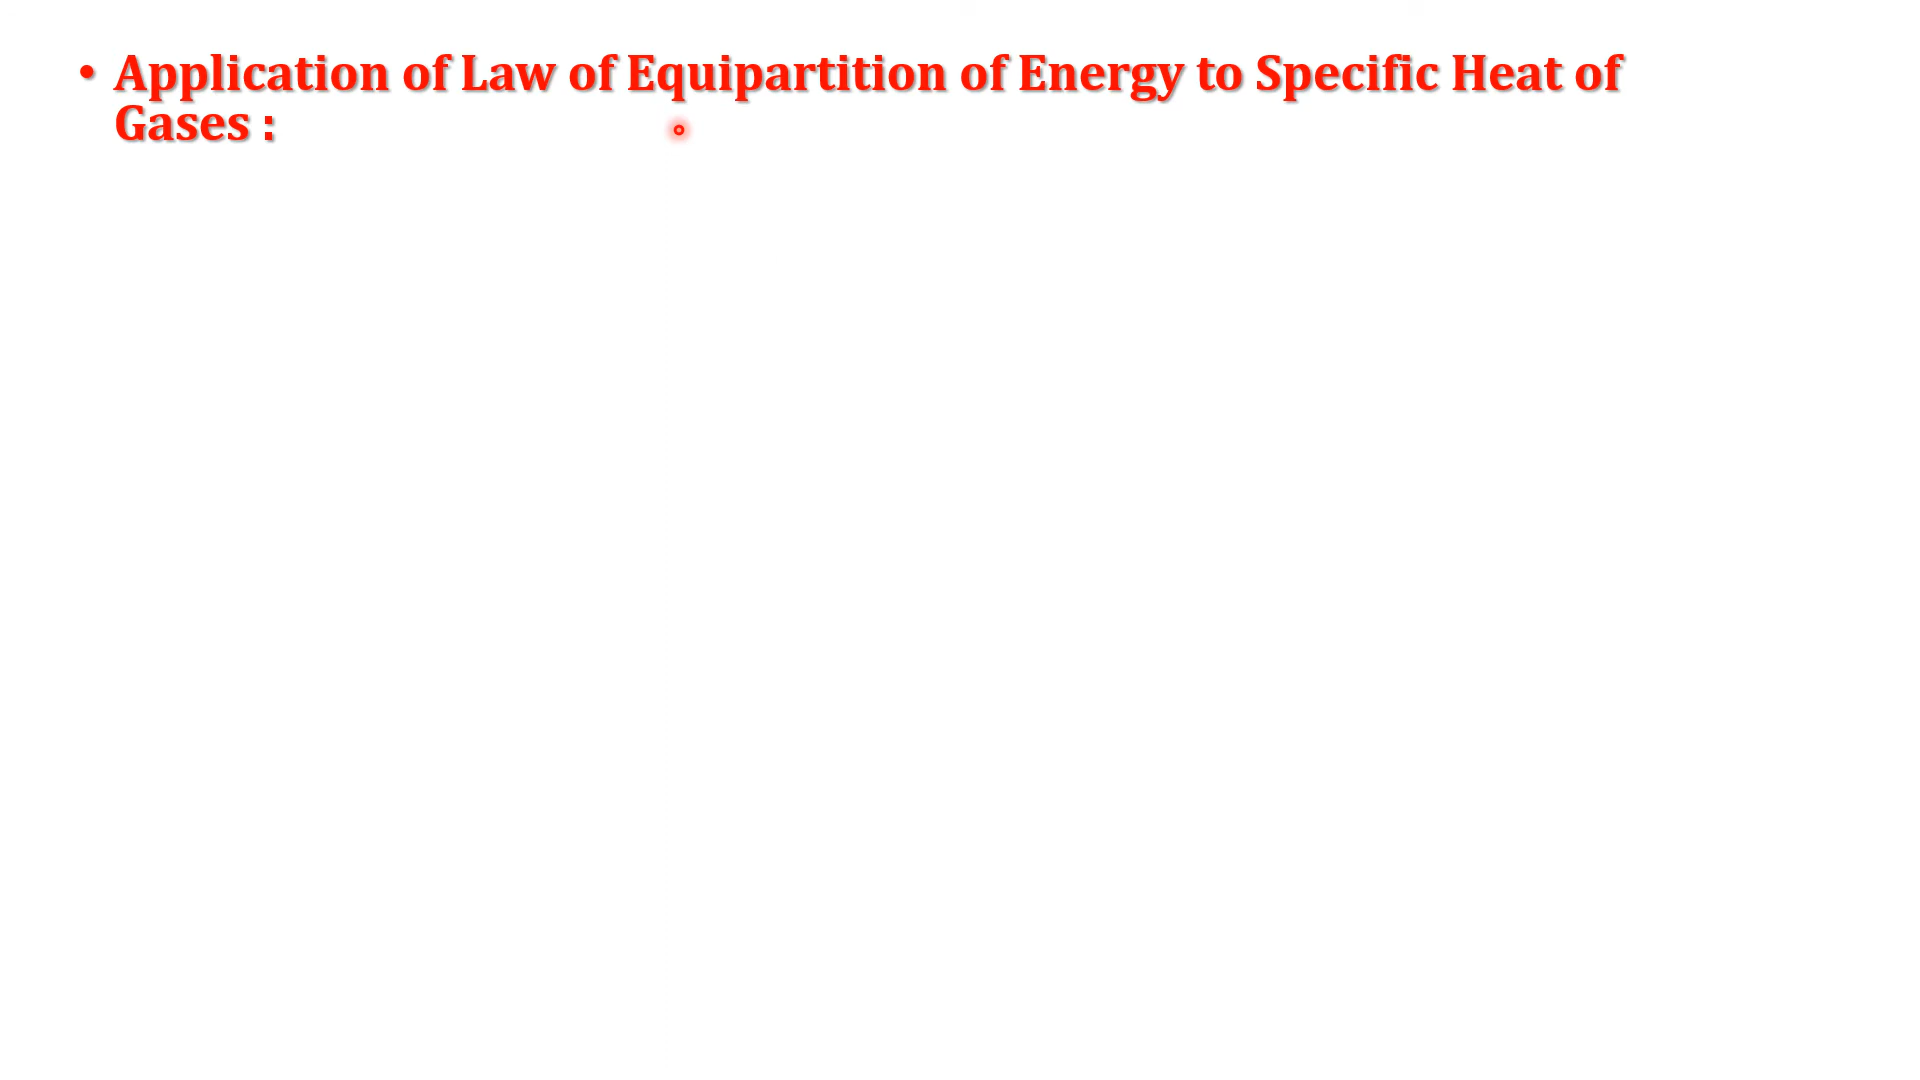 • Application of Law of Equipartition of Energy to Specific Heat of
Gases :